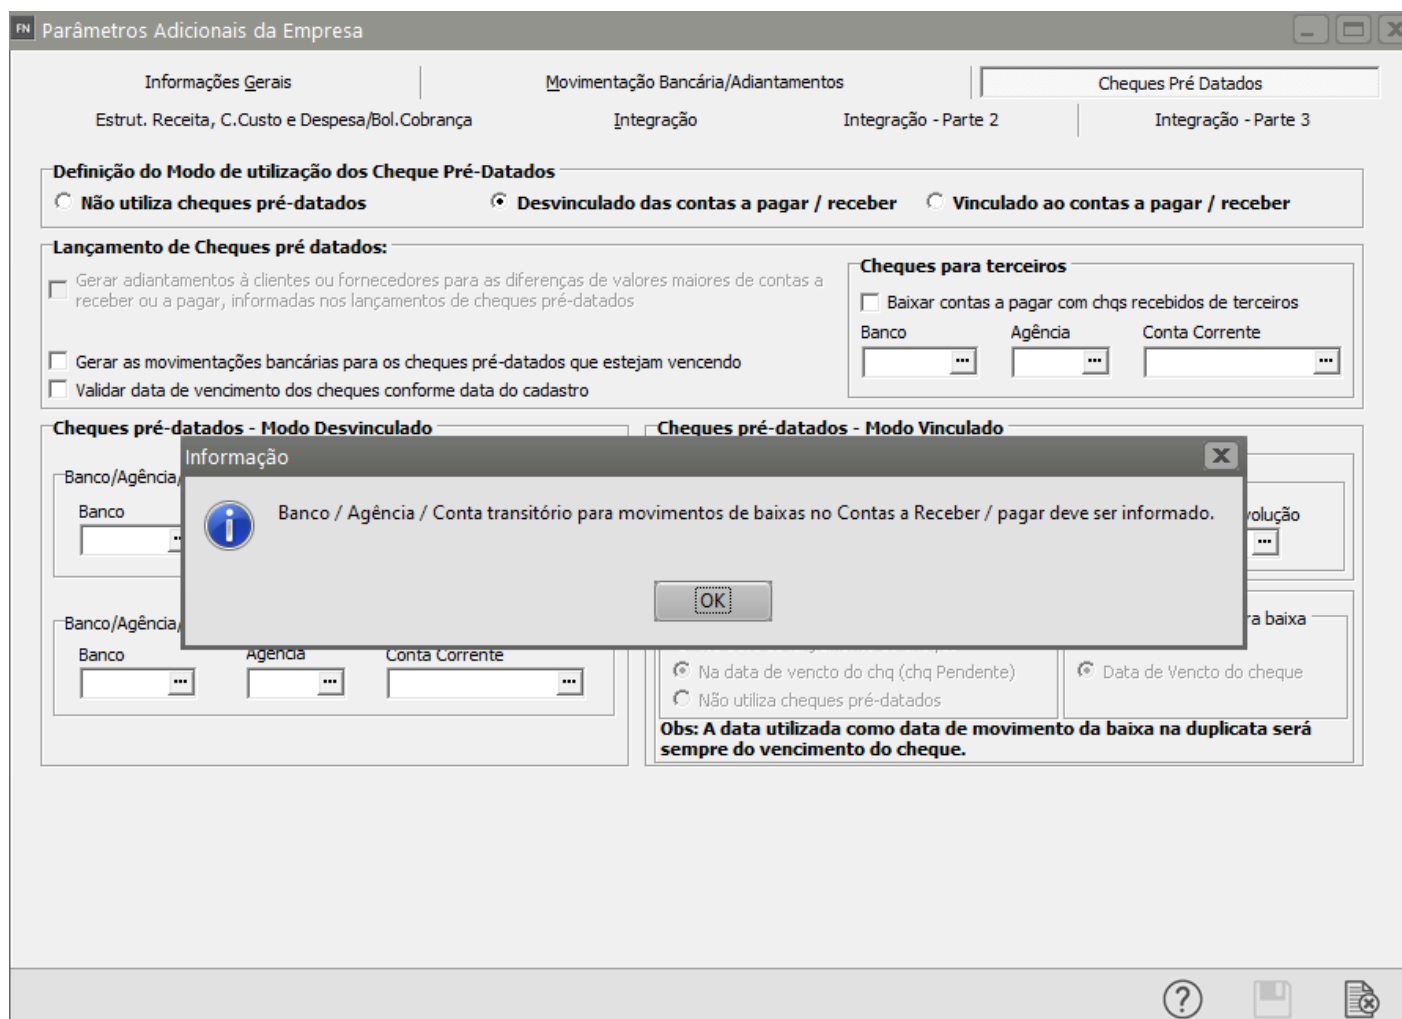 FN Parâmetros Adicionais da Empresa
Informações Gerais
Movimentação Bancária/Adiantamentos
Cheques Pré Datados
Estrut. Receita, C.Custo e Despesa/Bol.Cobrança
Integração
Integração - Parte 2
Integração - Parte 3
Definição do Modo de utilização dos Cheque Pré-Datados
Não utiliza cheques pré-datados
Desvinculado das contas a pagar / receber
Vinculado ao contas a pagar / receber
Lançamento de Cheques pré datados:
Gerar adiantamentos à clientes ou fornecedores para as diferenças de valores maiores de contas a
receber ou a pagar, informadas nos lançamentos de cheques pré-datados
Gerar as movimentações bancárias para os cheques pré-datados que estejam vencendo
Validar data de vencimento dos cheques conforme data do cadastro
Cheques para terceiros
Baixar contas a pagar com chqs recebidos de terceiros
Banco
Agência
Conta Corrente
Cheques pré-datados - Modo Desvinculado
Cheques pré-datados - Modo Vinculado
Informação
X
Banco / Agência / Conta transitório para movimentos de baixas no Contas a Receber / pagar deve ser informado.
OK
Banco/Agência/
Banco
volução
Banco/Agência/
Banco
Agência
Conta Corrente
ra baixa
Na data de vencto do chq (chq Pendente)
Não utiliza cheques pré-datados
Data de Vencto do cheque
Obs: A data utilizada como data de movimento da baixa na duplicata será
sempre do vencimento do cheque.